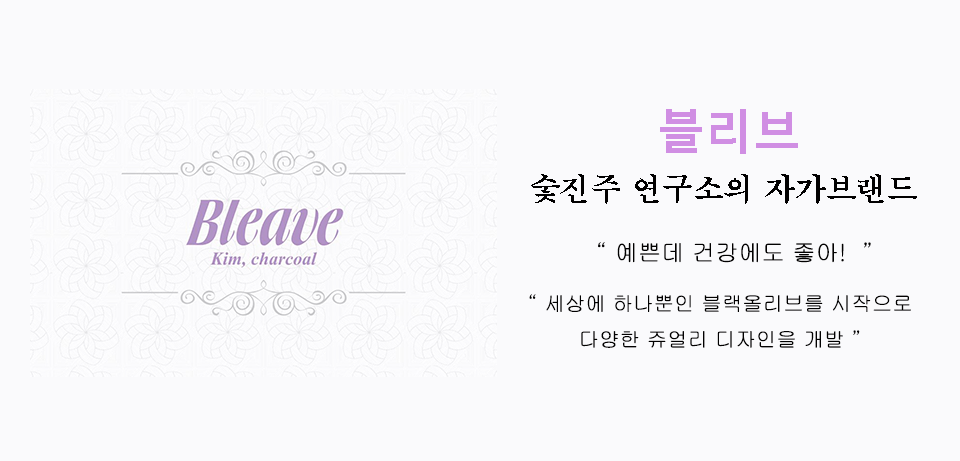 Bleave
Kim, charcoal
블리브
숯진주 연구소의 자가브랜드
“ 예쁜데 건강에도 좋아! ”
“ 세상에 하나뿐인 블랙올리브를 시작으로
다양한 쥬얼리 디자인을 개발 ”